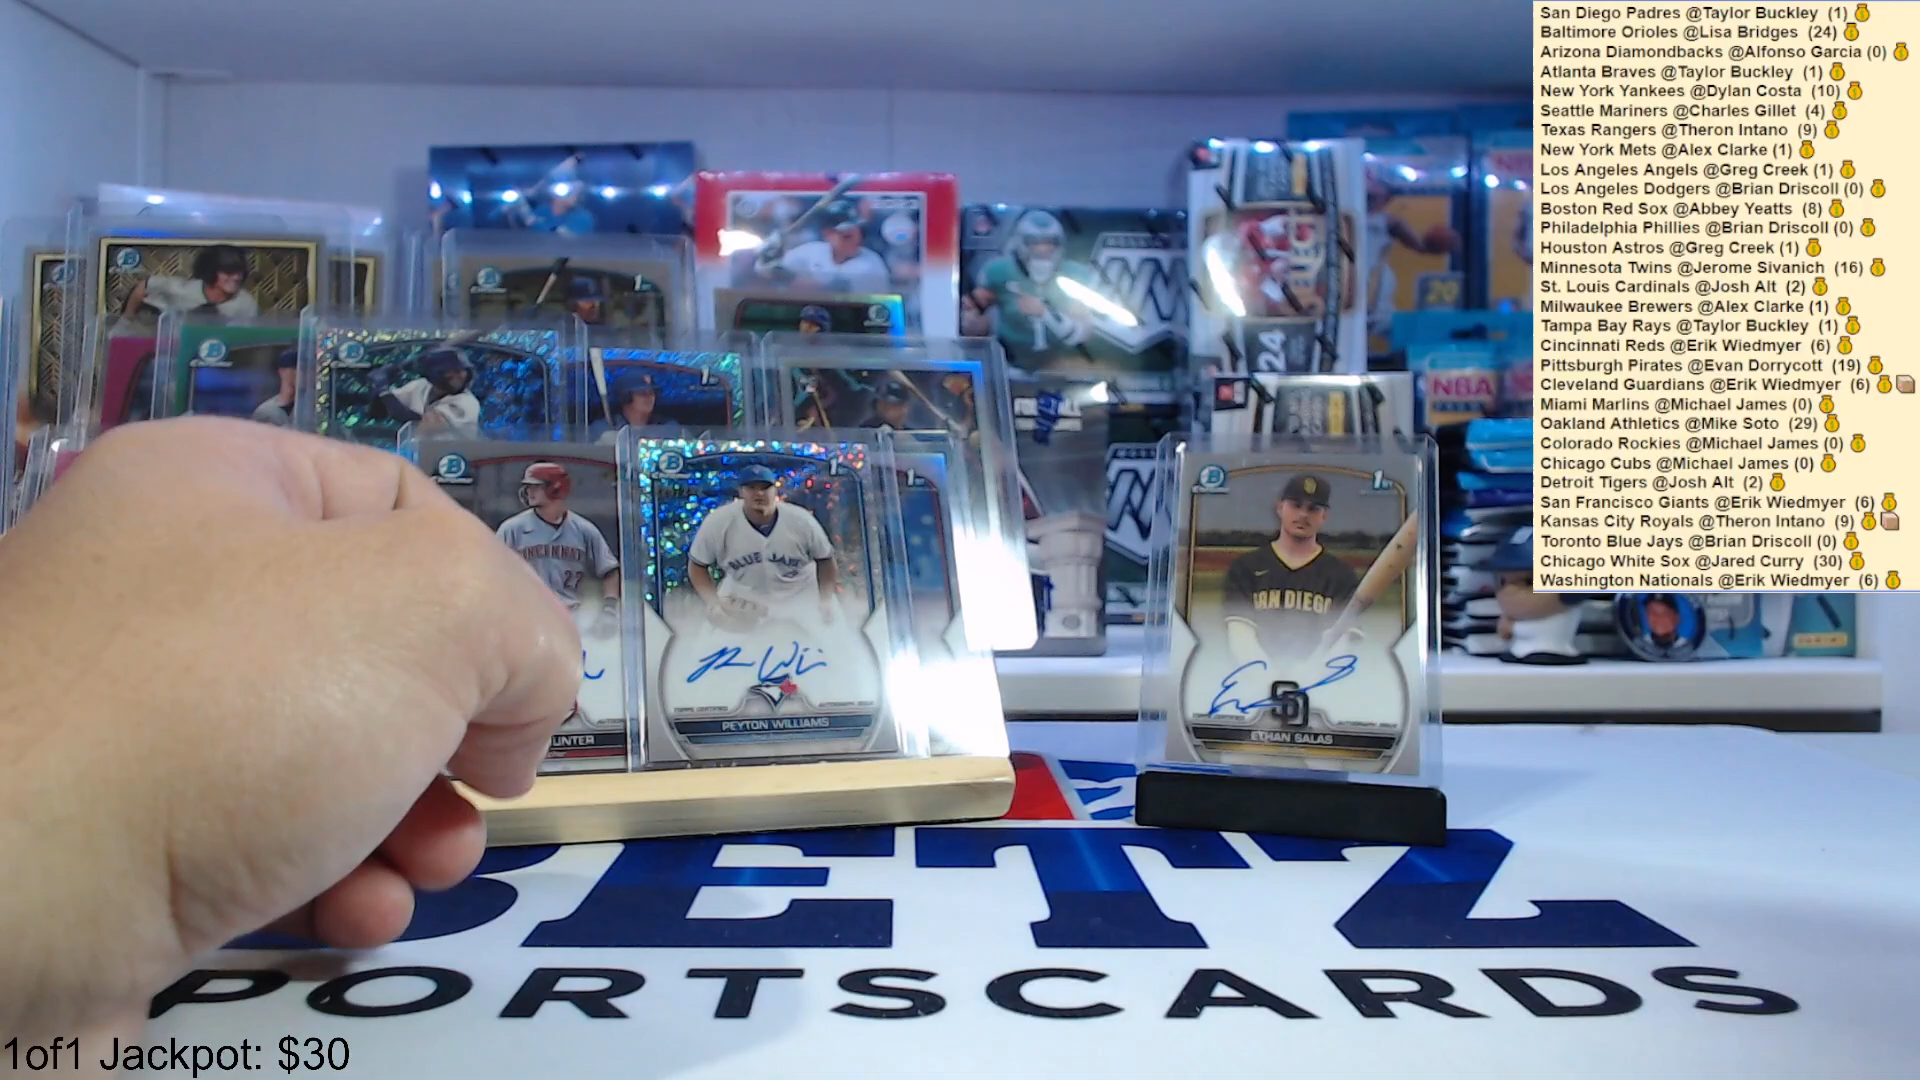 San Diego Padres @Taylor Buckley (1)
Baltimore Orioles @Lisa Bridges (24)
Arizona Diamondbacks @Alfonso Garcia (0)
Atlanta Braves @Taylor Buckley (1)
New York Yankees @Dylan Costa (10)
Seattle Mariners @Charles Gillet (4)
Texas Rangers @Theron Intano (9)
New York Mets @Alex Clarke (1)
Los Angeles Angels @Greg Creek (1)
Los Angeles Dodgers @Brian Driscoll (0)
Boston Red Sox @Abbey Yeatts (8)
Philadelphia Phillies @Brian Driscoll (0)
Houston Astros @Greg Creek (1)
Minnesota Twins @Jerome Sivanich (16)
St. Louis Cardinals @Josh Alt (2)
Milwaukee Brewers @Alex Clarke (1)
Tampa Bay Rays @Taylor Buckley (1)
Cincinnati Reds @Erik Wiedmyer (6)
Pittsburgh Pirates @Evan Dorrycott (19)
Cleveland Guardians @Erik Wiedmyer (6)
Miami Marlins @Michael James (0)
Oakland Athletics @Mike Soto (29)
Colorado Rockies @Michael James (0)
Chicago Cubs @Michael James (0)
Detroit Tigers @Josh Alt (2)
San Francisco Giants @Erik Wiedmyer (6)
Kansas City Royals @Theron Intano (9)
Toronto Blue Jays @Brian Driscoll (0)
Chicago White Sox @Jared Curry (30)
Washington Nationals @Erik Wiedmyer (6)
NBA
CINCINNATI
22
UNTER
BLUE JAYS
PEYTON WILLIAMS
1st
SAN DIEGO
SD
ETHAN SALAS
BETZ
PORTSCARDS
1of1 Jackpot: $30